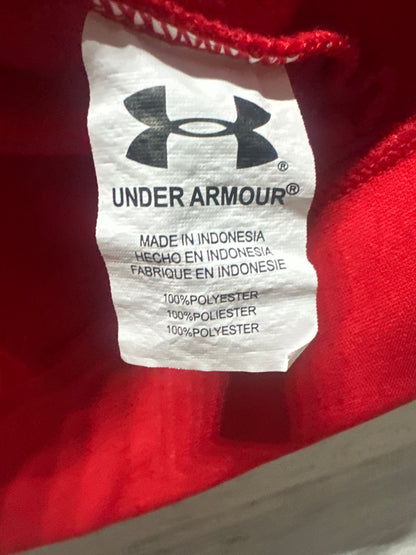 ®
UNDER ARMOUR®
MADE IN INDONESIA
HECHO EN INDONESIA
FABRIQUE EN INDONESIE
100%POLYESTER
100%POLIESTER
100%POLYESTER